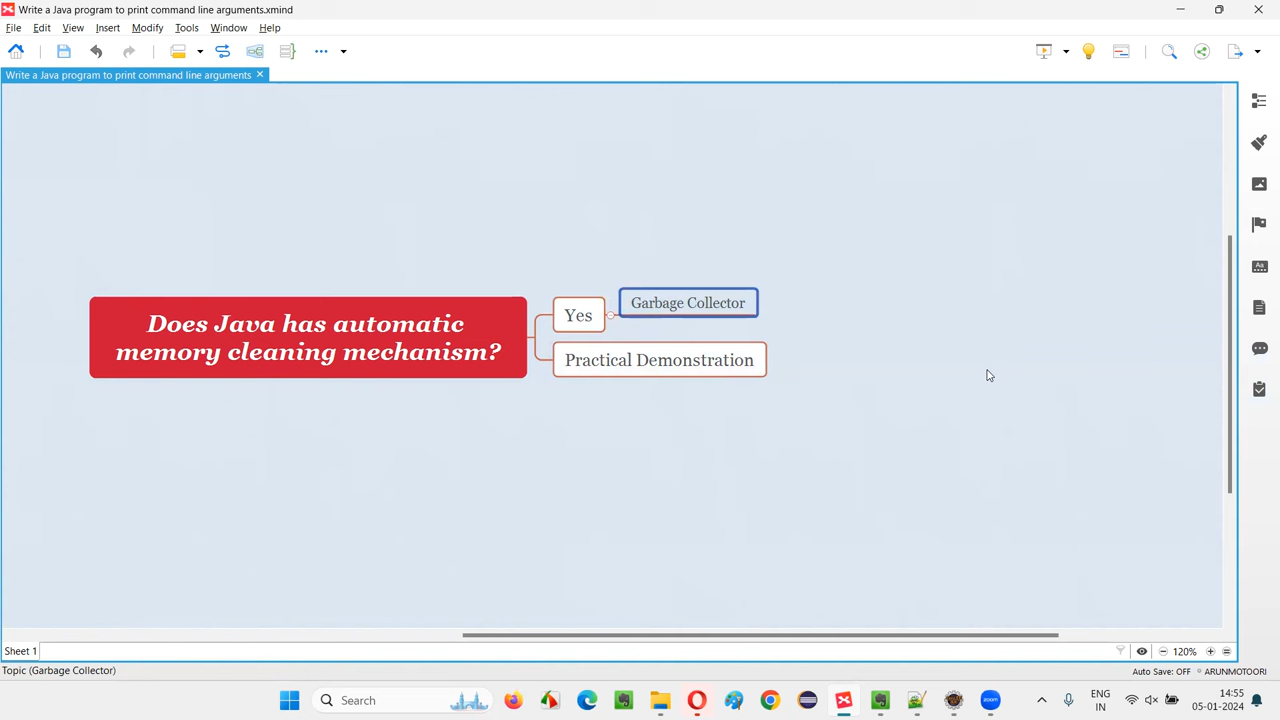 Write a Java program to print command line arguments.xmind
File Edit View Insert Modify Tools Window Help
Write a Java program to print command line arguments
Does Java has automatic
memory cleaning mechanism?
Yes
Garbage Collector
Practical Demonstration
Sheet 1
120%
Topic (Garbage Collector)
Auto Save: OFF
ARUNMOTOORI
Search
zoom
ENG
IN
14:55
05-01-2024